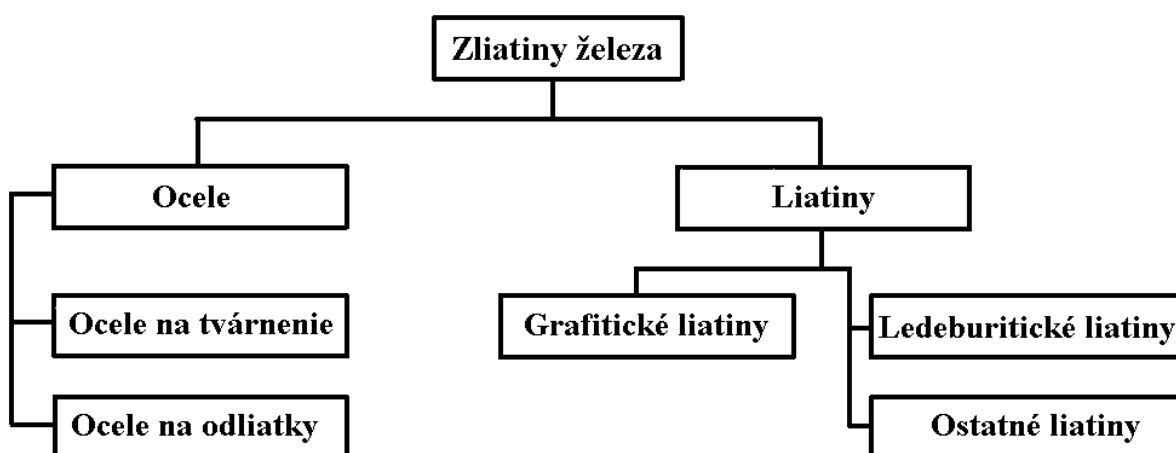 Zliatiny železa
Ocele
Liatiny
Ocele na tvárnenie
Grafitické liatiny
Ledeburitické liatiny
Ocele na odliatky
Ostatné liatiny